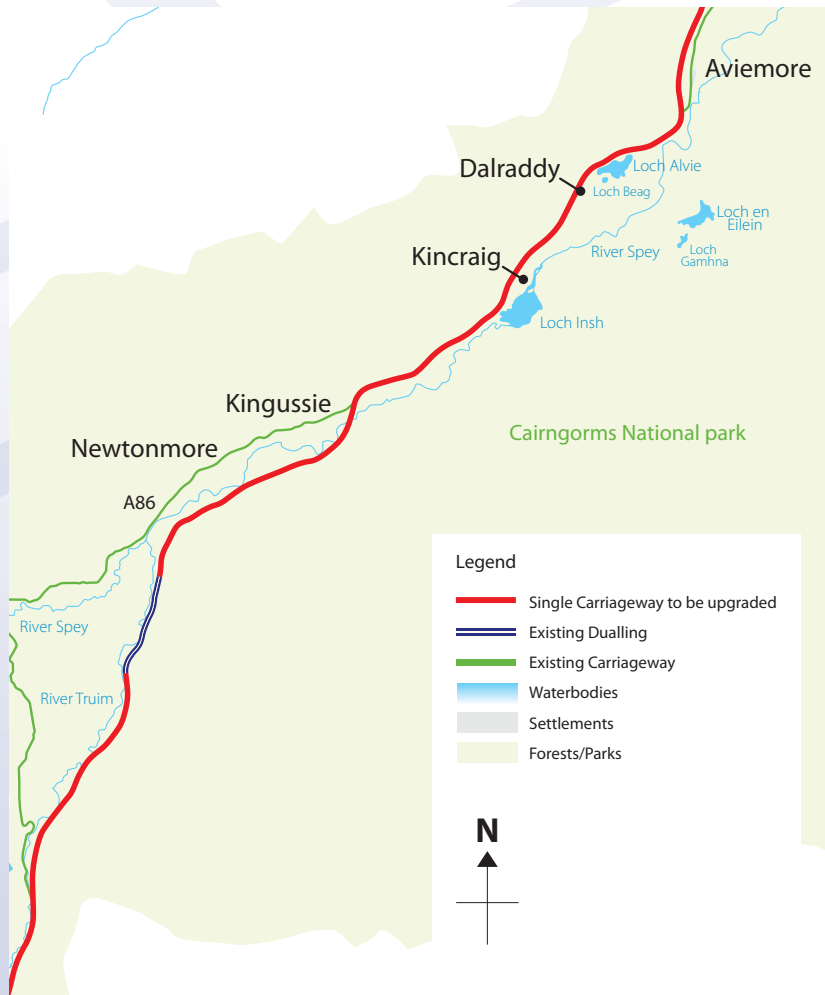 Aviemore
Dalraddy
Loch Alvie
Loch Beag
Loch en
Eilein
Kincraig
River Spey
Loch
Gamhna
Loch Insh
Kingussie
Newtonmore
Cairngorms National park
A86
River Spey
River Truim
Legend
Single Carriageway to be upgraded
Existing Dualling
Existing Carriageway
Waterbodies
Settlements
Forests/Parks
N